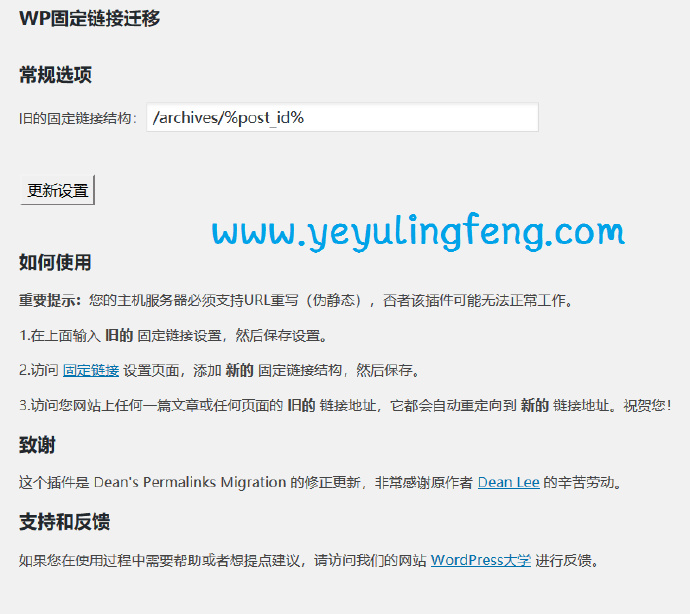 WP固定链接迁移
常规选项
旧的固定链接结构： /archives/%post_id%
更新设置
www.yeyulingfeng.com
如何使用
重要提示：您的主机服务器必须支持URL重写（伪静态），否者该插件可能无法正常工作。
1.在上面输入 旧的 固定链接设置，然后保存设置。
2.访问 固定链接 设置页面，添加 新的 固定链接结构，然后保存。
3.访问您网站上任何一篇文章或任何页面的 旧的 链接地址，它都会自动重定向到 新的 链接地址。祝贺您！
致谢
这个插件是 Dean's Permalinks Migration 的修正更新，非常感谢原作者 Dean Lee 的辛苦劳动。
支持和反馈
如果您在使用过程中需要帮助或者想提点建议，请访问我们的网站 WordPress大学 进行反馈。